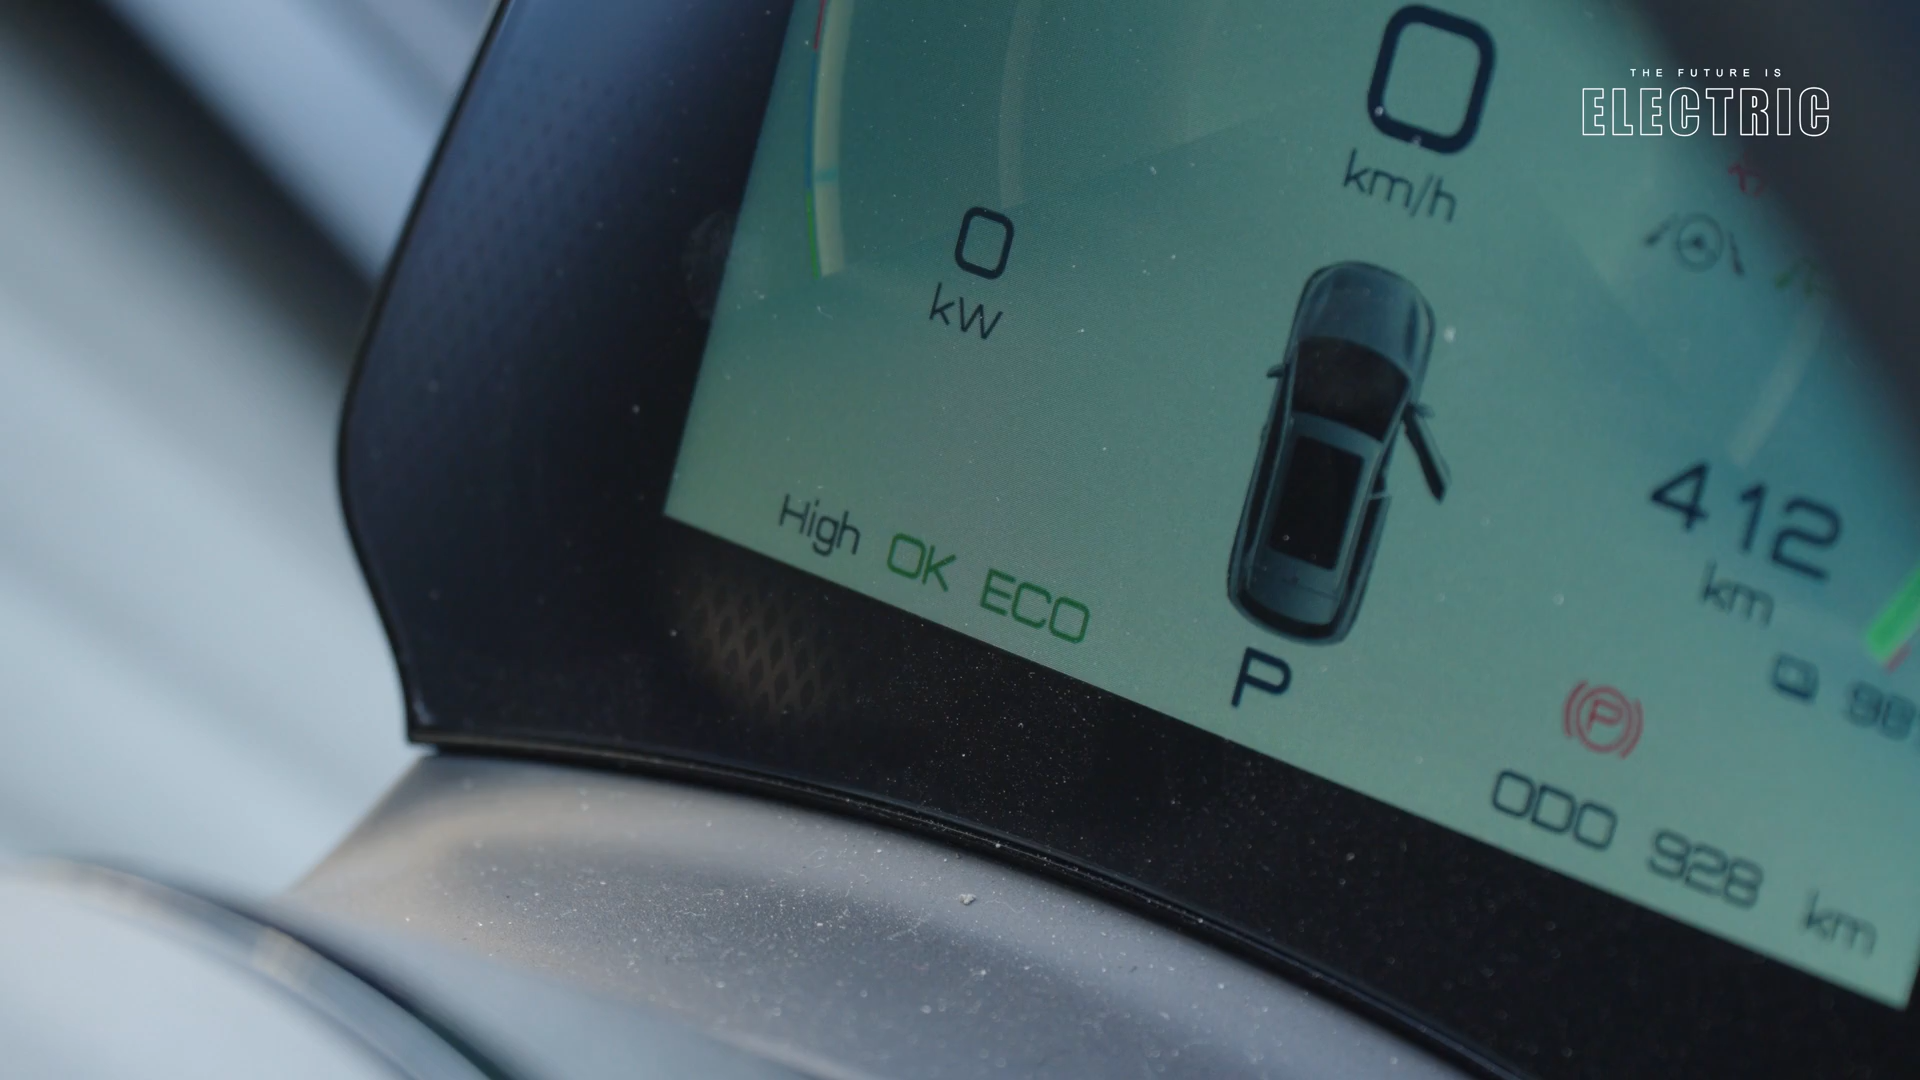 THE FUTURE IS
ELECTRIC
0
km/h
0
kW
412
km
High OK ECO
P
P
ODO 928 km